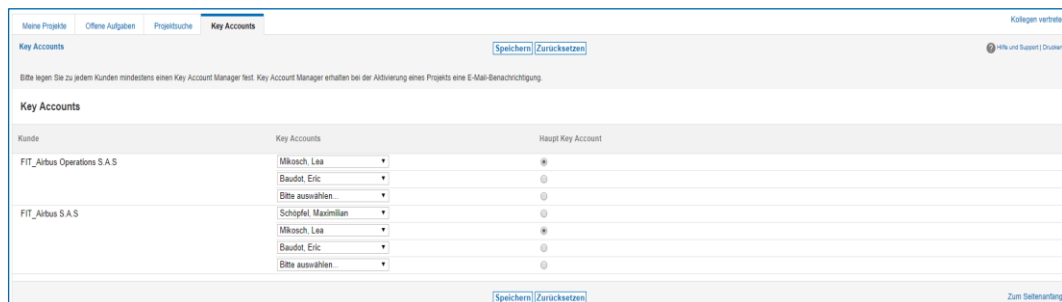 Meine Projekte Offene Aufgaben Projektsuche Key Accounts Kollegen vertrete
Key Accounts Speichern Zurücksetzen Hilfe und Support | Drucken
Bitte legen Sie zu jedem Kunden mindestens einen Key Account Manager fest. Key Account Manager erhalten bei der Aktivierung eines Projekts eine E-Mail-Benachrichtigung.
Key Accounts
Kunde Key Accounts Haupt Key Account
FIT_Airbus Operations S.A.S Mikosch, Lea
Baudot, Eric
Bitte auswählen...
FIT_Airbus S.A.S Schöpfel, Maximilian
Mikosch, Lea
Baudot, Eric
Bitte auswählen...
Speichern Zurücksetzen Zum Seitenanfang